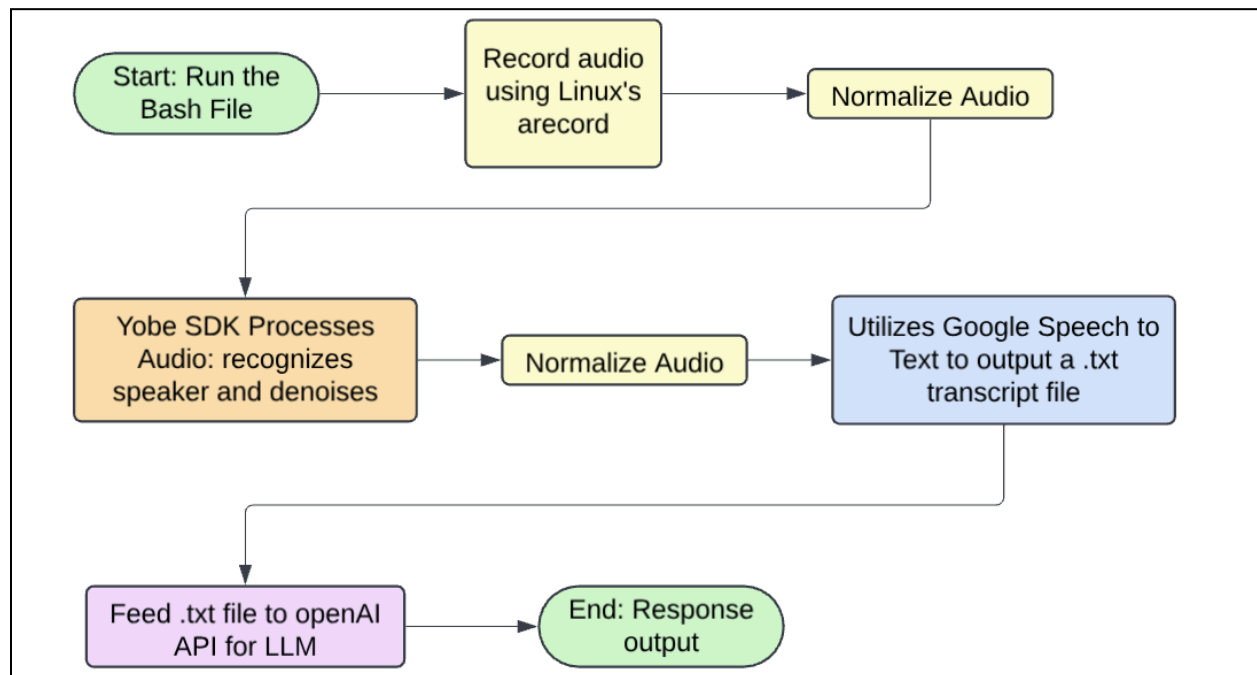 Start: Run the
Bash File
Record audio
using Linux's
arecord
Normalize Audio
Yobe SDK Processes
Audio: recognizes
speaker and denoises
Normalize Audio
Utilizes Google Speech to
Text to output a .txt
transcript file
Feed .txt file to openAI
API for LLM
End: Response
output